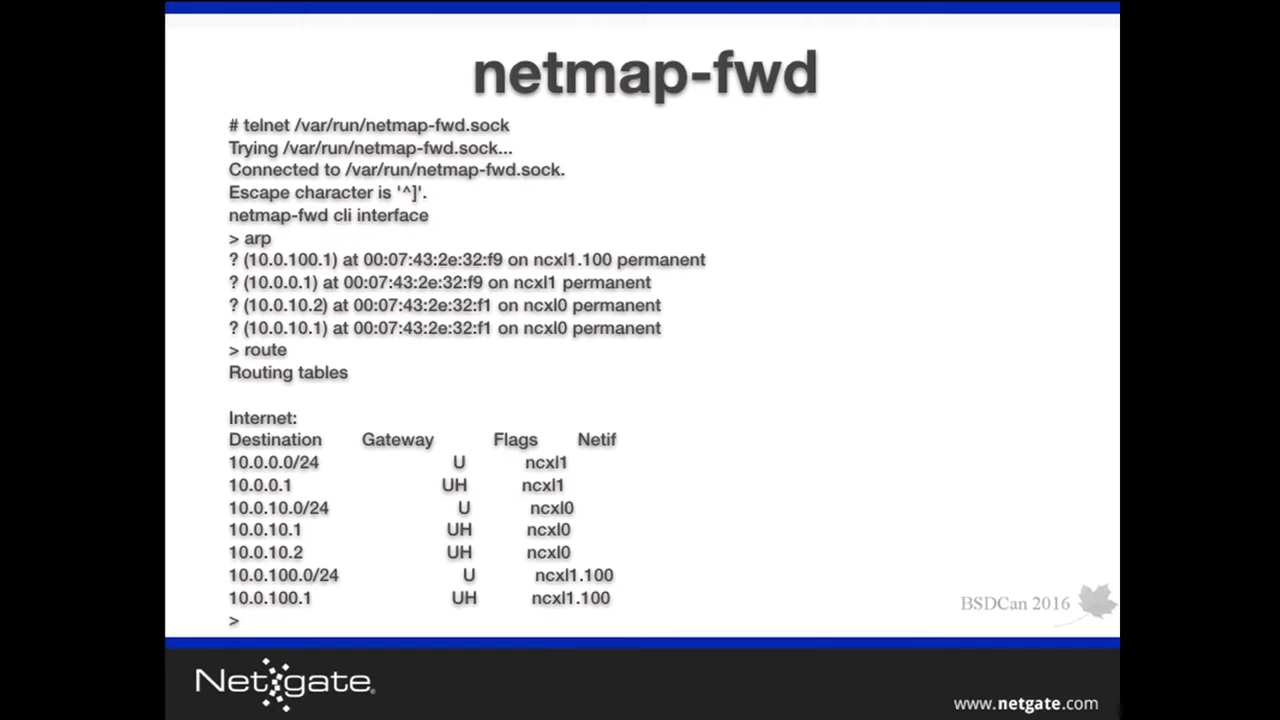 netmap-fwd
# telnet /var/run/netmap-fwd.sock
Trying /var/run/netmap-fwd.sock...
Connected to /var/run/netmap-fwd.sock.
Escape character is '^]'.
netmap-fwd cli interface
> arp
? (10.0.100.1) at 00:07:43:2e:32:f9 on ncxl1.100 permanent
? (10.0.0.1) at 00:07:43:2e:32:f9 on ncxl1 permanent
? (10.0.10.2) at 00:07:43:2e:32:f1 on ncxl0 permanent
? (10.0.10.1) at 00:07:43:2e:32:f1 on ncxl0 permanent
> route
Routing tables
Internet:
Destination Gateway Flags Netif
10.0.0.0/24 U ncxl1
10.0.0.1 UH ncxl1
10.0.10.0/24 U ncxl0
10.0.10.1 UH ncxl0
10.0.10.2 UH ncxl0
10.0.100.0/24 U ncxl1.100
10.0.100.1 UH ncxl1.100
>
BSDCan 2016
Netgate
www.netgate.com